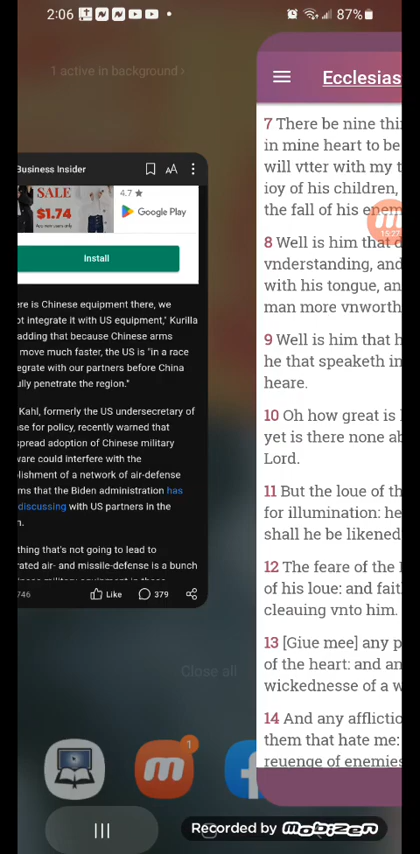 2:06
87%
1 active in background >
Business Insider
AA
SALE
$1.74
4.7 ★
Google Play
Install
ere is Chinese equipment there, we
ot integrate it with US equipment," Kurilla
adding that because Chinese arms
move much faster, the US is "in a race
egrate with our partners before China
ully penetrate the region."
Kahl, formerly the US undersecretary of
se for policy, recently warned that
spread adoption of Chinese military
ware could interfere with the
blishment of a network of air-defense
ms that the Biden administration has
discussing with US partners in the
n.
thing that's not going to lead to
rated air- and missile-defense is a bunch
746
Like
379
Close all
Ecclesias
7 There be nine thi
in mine heart to be
will vtter with my t
ioy of his children,
the fall of his enem
15:27
8 Well is him that d
vnderstanding, and
with his tongue, an
man more vnworth
9 Well is him that h
he that speaketh in
heare.
10 Oh how great is
yet is there none ab
Lord.
11 But the loue of th
for illumination: he
shall he be likened
12 The feare of the
of his loue: and fait
cleauing vnto him.
13 [Giue mee] any p
of the heart: and an
wickednesse of a w
14 And any afflictio
them that hate me:
reuenge of enemies
1
Recorded by mobizen